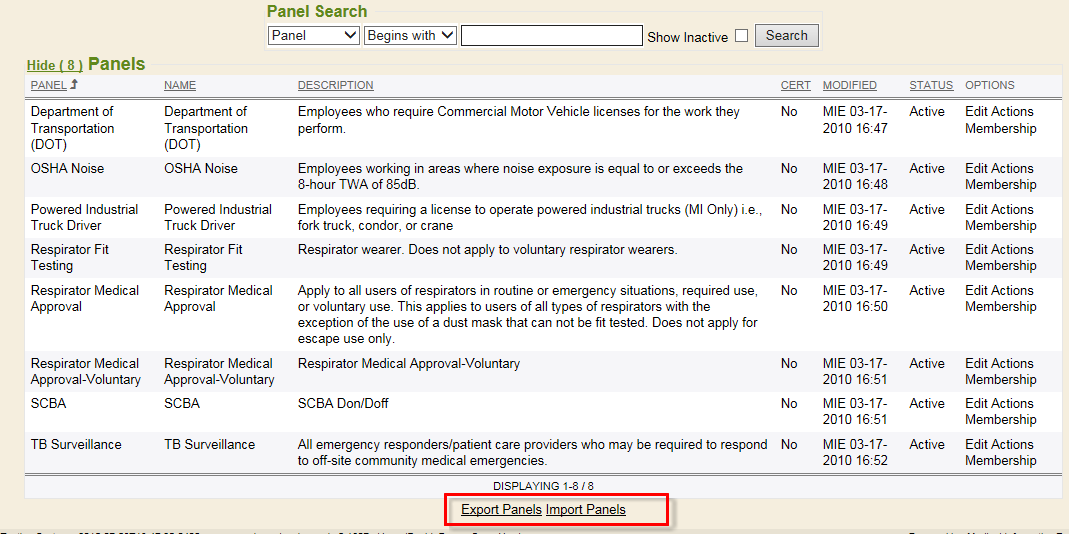 Panel Search
Panel Begins with Show Inactive Search
Hide ( 8 ) Panels
PANEL NAME DESCRIPTION CERT MODIFIED STATUS OPTIONS
Department of Department of Employees who require Commercial Motor Vehicle licenses for the work they No MIE 03-17- Active Edit Actions
Transportation Transportation perform. 2010 16:47 Membership
(DOT) (DOT)
OSHA Noise OSHA Noise Employees working in areas where noise exposure is equal to or exceeds the No MIE 03-17- Active Edit Actions
8-hour TWA of 85dB. 2010 16:48 Membership
Powered Industrial Powered Industrial Employees requiring a license to operate powered industrial trucks (MI Only) i.e., No MIE 03-17- Active Edit Actions
Truck Driver Truck Driver fork truck, condor, or crane 2010 16:49 Membership
Respirator Fit Respirator Fit Respirator wearer. Does not apply to voluntary respirator wearers. No MIE 03-17- Active Edit Actions
Testing Testing 2010 16:49 Membership
Respirator Medical Respirator Medical Apply to all users of respirators in routine or emergency situations, required use, No MIE 03-17- Active Edit Actions
Approval Approval or voluntary use. This applies to users of all types of respirators with the 2010 16:50 Membership
exception of the use of a dust mask that can not be fit tested. Does not apply for
escape use only.
Respirator Medical Respirator Medical Respirator Medical Approval-Voluntary No MIE 03-17- Active Edit Actions
Approval-Voluntary Approval-Voluntary 2010 16:51 Membership
SCBA SCBA SCBA Don/Doff No MIE 03-17- Active Edit Actions
2010 16:51 Membership
TB Surveillance TB Surveillance All emergency responders/patient care providers who may be required to respond No MIE 03-17- Active Edit Actions
to off-site community medical emergencies. 2010 16:52 Membership
DISPLAYING 1-8 / 8
Export Panels Import Panels